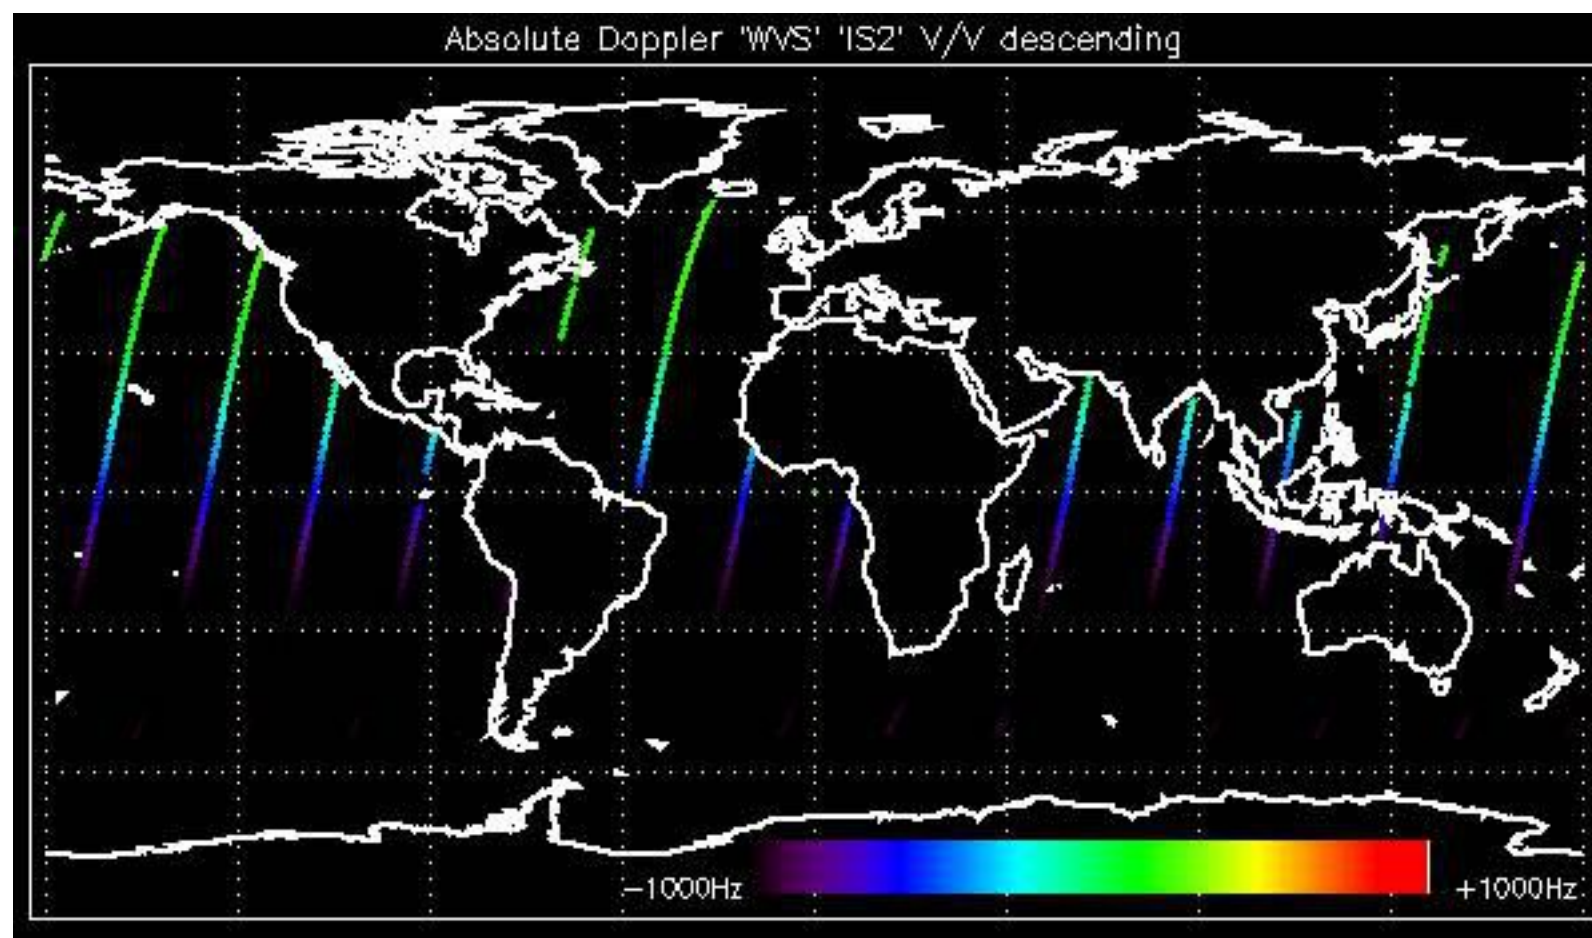 Absolute Doppler 'WVS' 'IS2' V/V descending
-1000Hz
+1000Hz